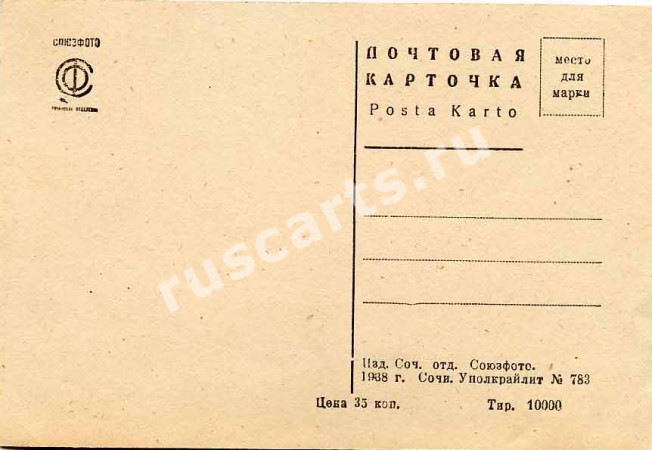 СОЮЗФОТО
ПОЧТОВАЯ
КАРТОЧКА
Posta Karto
место
для
марки
ruscarts.ru
Изд. Соч. отд. Союзфото.
1938 г. Сочи. Уполкрайлит № 783
Цена 35 коп. Тир. 10000